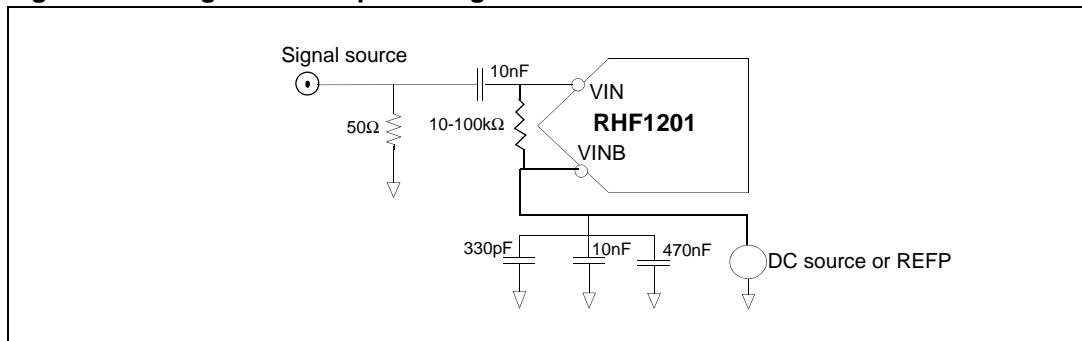 Signal source
10nF
VIN
50Ω
10-100kΩ
RHF1201
VINB
330pF
10nF
470nF
DC source or REFP